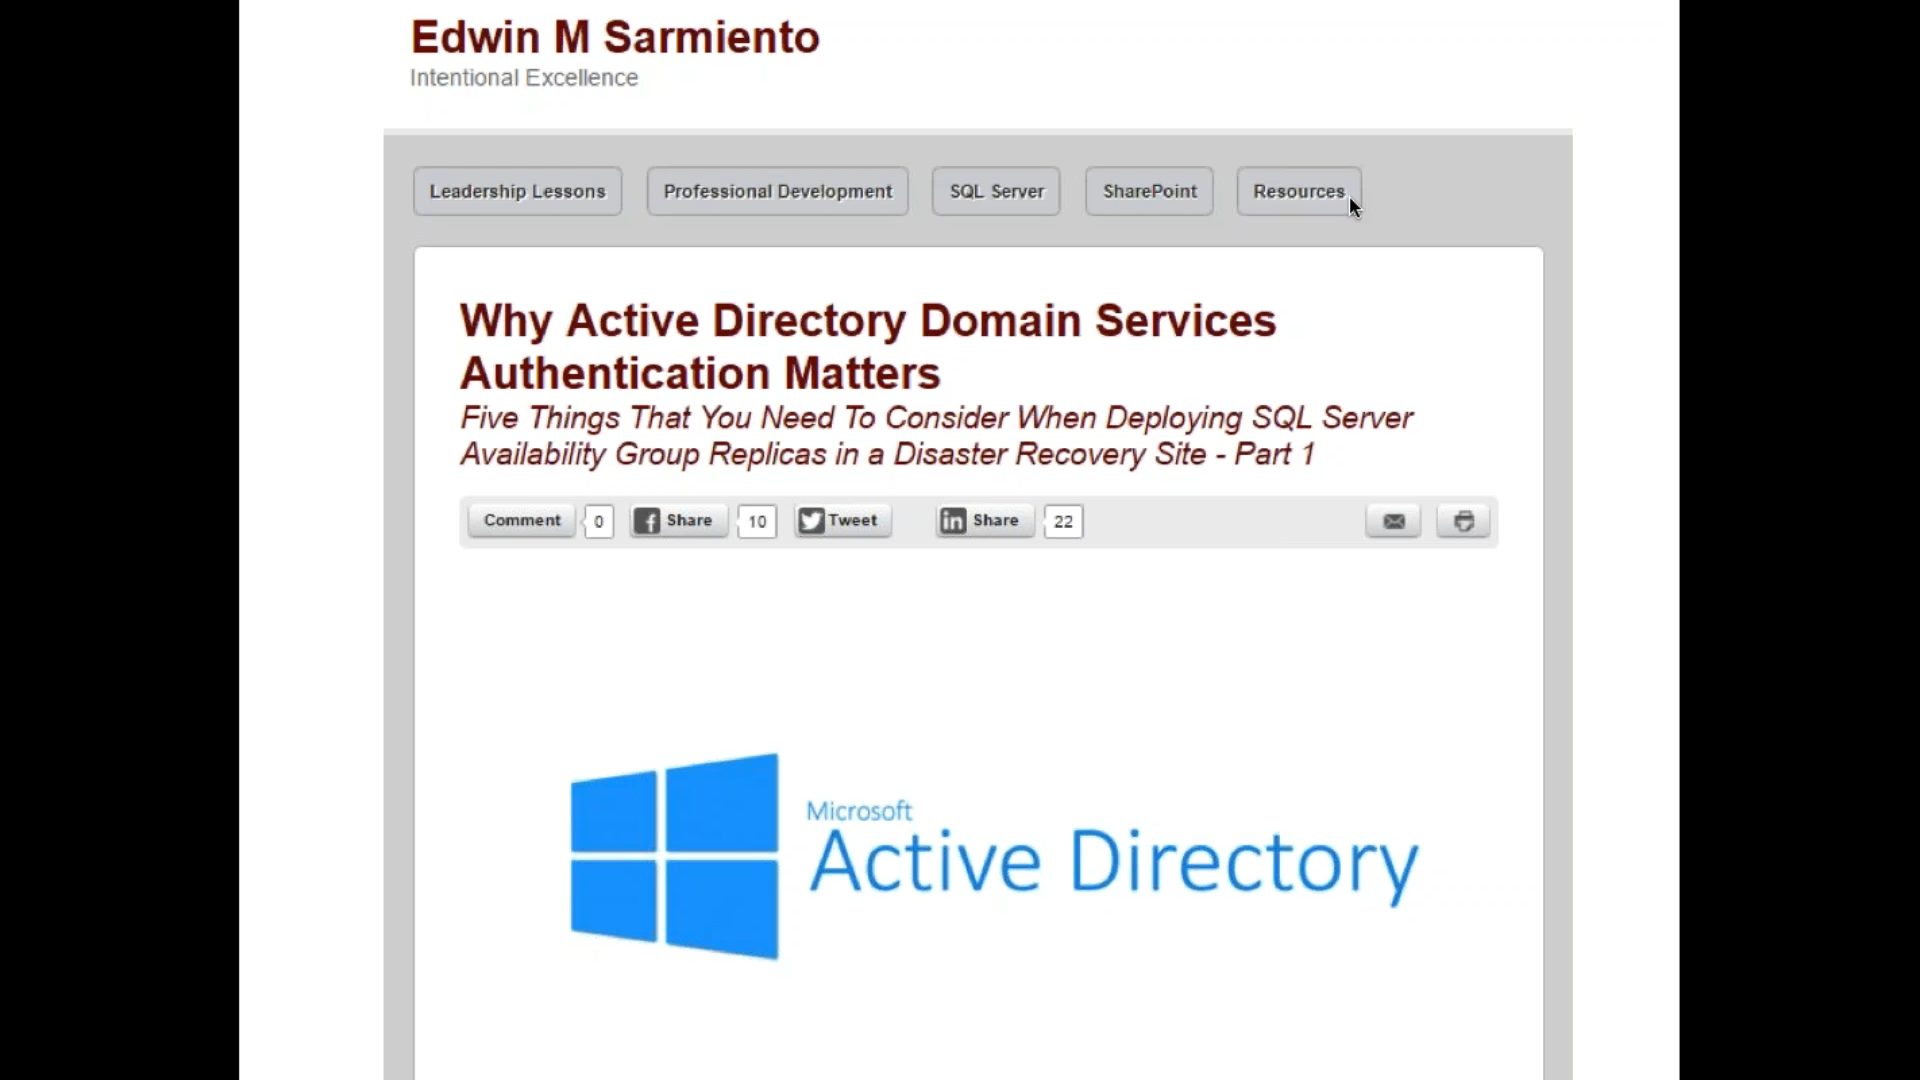 Edwin M Sarmiento
Intentional Excellence
Leadership Lessons Professional Development SQL Server SharePoint Resources
Why Active Directory Domain Services
Authentication Matters
Five Things That You Need To Consider When Deploying SQL Server
Availability Group Replicas in a Disaster Recovery Site - Part 1
Comment 0 Share 10 Tweet Share 22
Microsoft
Active Directory